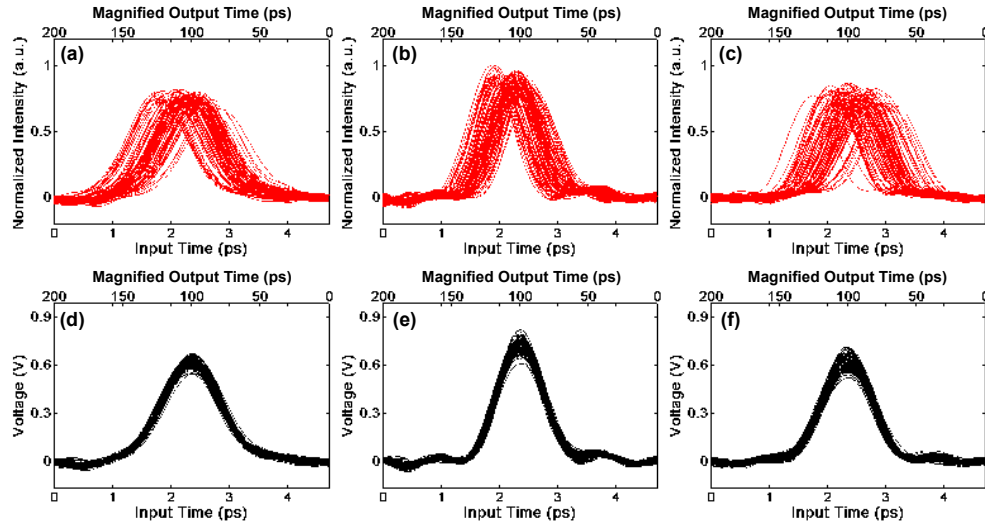 Magnified Output Time (ps) Magnified Output Time (ps) Magnified Output Time (ps)
200 150 100 50 0 200 150 100 50 0 200 150 100 50 0
(a) (b) (c)
Normalized Intensity (a.u.) Normalized Intensity (a.u.) Normalized Intensity (a.u.)
1 0.5 0 1 0.5 0 1 0.5 0
0 1 2 3 4 0 1 2 3 4 0 1 2 3 4
Input Time (ps) Input Time (ps) Input Time (ps)
Magnified Output Time (ps) Magnified Output Time (ps) Magnified Output Time (ps)
200 150 100 50 0 200 150 100 50 0 200 150 100 50 0
(d) (e) (f)
Voltage (V) Voltage (V) Voltage (V)
0.9 0.6 0.3 0 0.9 0.6 0.3 0 0.9 0.6 0.3 0
0 1 2 3 4 0 1 2 3 4 0 1 2 3 4
Input Time (ps) Input Time (ps) Input Time (ps)